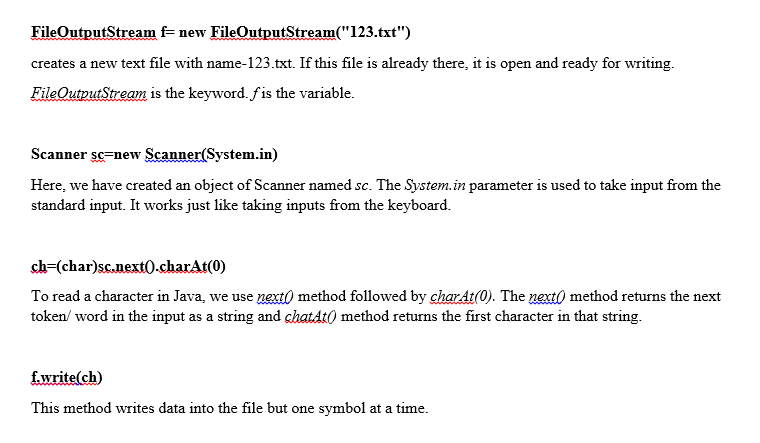 FileOutputStream f= new FileOutputStream("123.txt")
creates a new text file with name-123.txt. If this file is already there, it is open and ready for writing.
FileOutputStream is the keyword. f is the variable.
Scanner sc=new Scanner(System.in)
Here, we have created an object of Scanner named sc. The System.in parameter is used to take input from the
standard input. It works just like taking inputs from the keyboard.
ch=(char)sc.next().charAt(0)
To read a character in Java, we use next() method followed by charAt(0). The next() method returns the next
token/ word in the input as a string and chatAt() method returns the first character in that string.
f.write(ch)
This method writes data into the file but one symbol at a time.